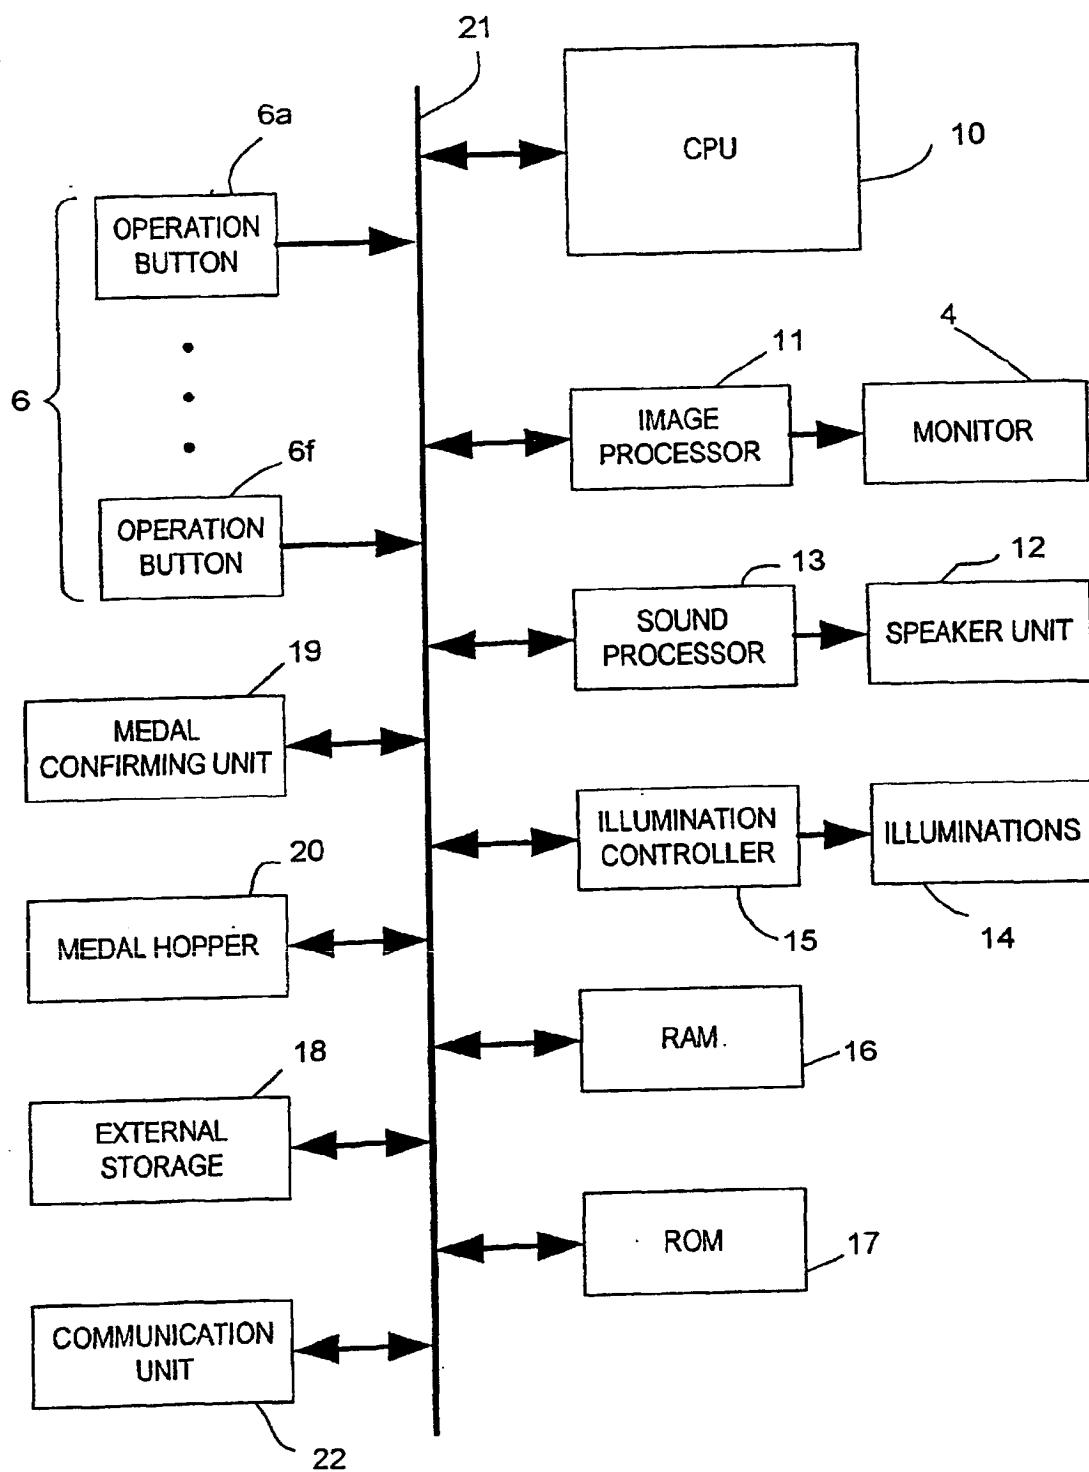 21
CPU
10
6a
OPERATION
BUTTON
6
6f
OPERATION
BUTTON
11
IMAGE
PROCESSOR
4
MONITOR
13
SOUND
PROCESSOR
12
SPEAKER UNIT
19
MEDAL
CONFIRMING UNIT
ILLUMINATION
CONTROLLER
15
ILLUMINATIONS
14
20
MEDAL HOPPER
RAM
16
18
EXTERNAL
STORAGE
ROM
17
COMMUNICATION
UNIT
22